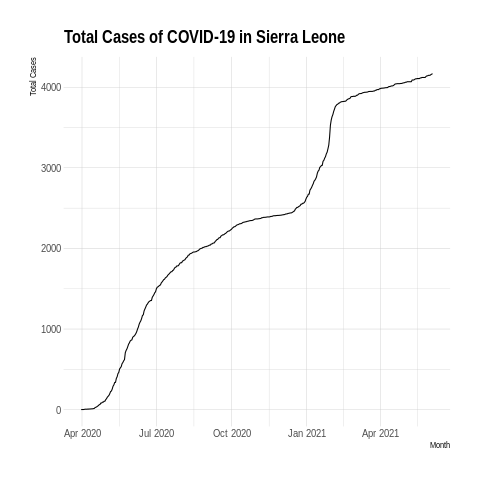 Total Cases of COVID-19 in Sierra Leone
Total Cases
4000
3000
2000
1000
0
Apr 2020 Jul 2020 Oct 2020 Jan 2021 Apr 2021
Month